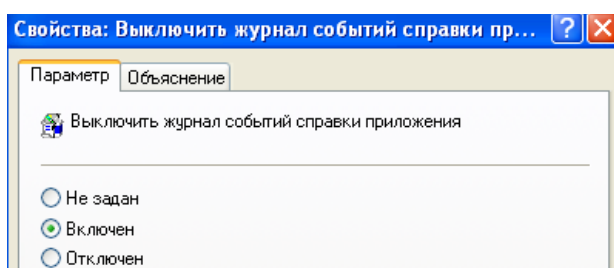 Свойства: Выключить журнал событий справки пр...
Параметр Объяснение
Выключить журнал событий справки приложения
Не задан
Включен
Отключен